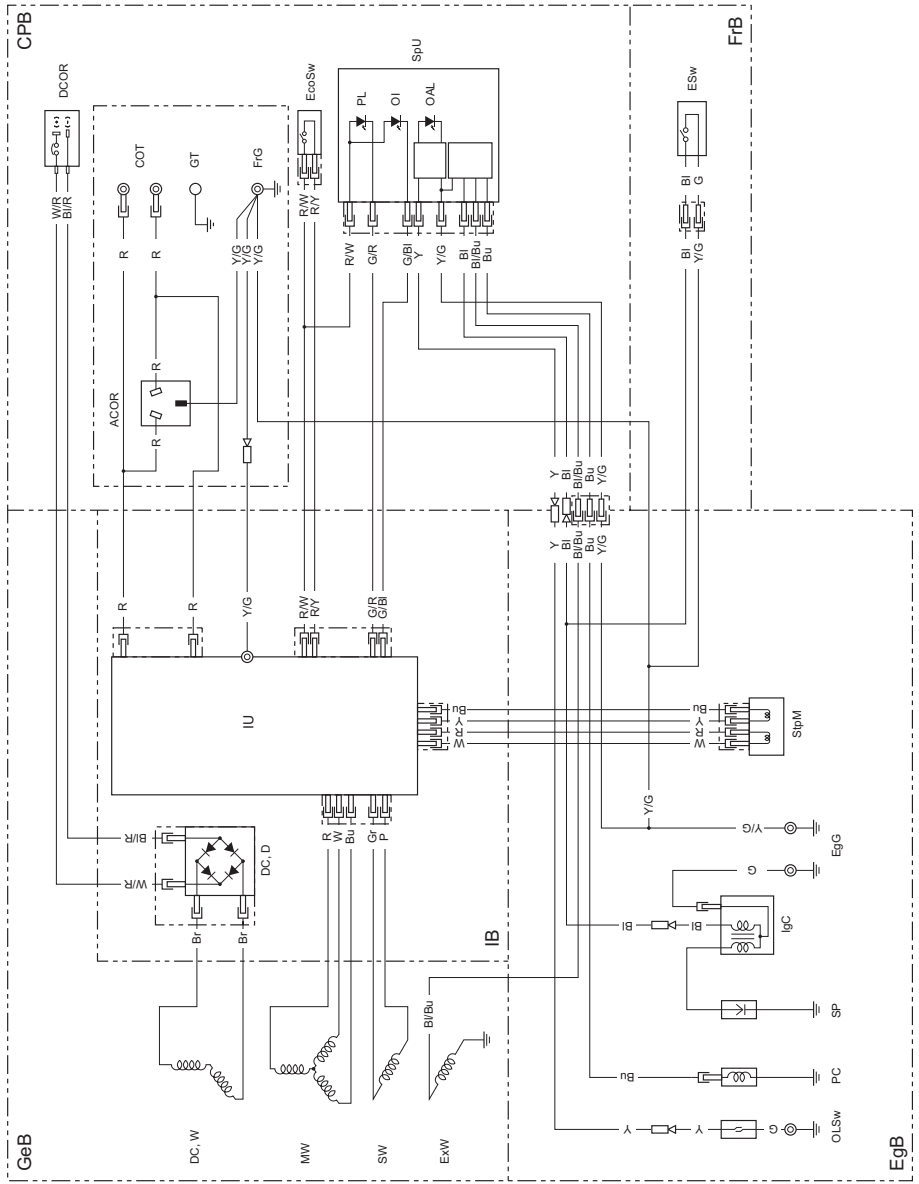 GeB
CPB
DCOR
W/R
Bl/R
W/R
Bl/R
ACOR
COT
R
R
R
R
R
R
GT
FrG
Y/G
Y/G
Y/G
Y/G
DC, W
Br
Br
DC, D
IU
EcoSw
R/W
R/Y
R/W
R/Y
MW
R
W
Bu
SpU
PL
OI
OAL
R/W
G/R
G/R
G/Bl
G/Bl
SW
Gr
P
Y
Y/G
Bl
Bl/Bu
Bu
ExW
Bl/Bu
IB
W
R
Y
Bu
W
R
Y
Bu
StpM
Y
Bl
Bl/Bu
Bu
Y/G
Y
Bl
Bl/Bu
Bu
Y/G
FrB
ESw
Bl
G
Bl
Y/G
Y/G
Y/G
G
EgG
Bl
Bl
IgC
SP
Bu
PC
Y
Y
G
OLSw
EgB